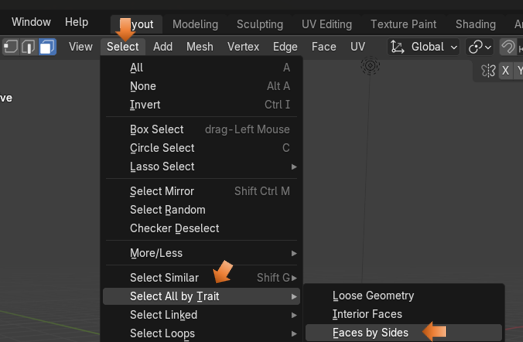 Window Help
yout Modeling Sculpting UV Editing Texture Paint Shading
View Select Add Mesh Vertex Edge Face UV Global
X Y
ve
All A
None Alt A
Invert Ctrl I
Box Select drag-Left Mouse
Circle Select C
Lasso Select
Select Mirror Shift Ctrl M
Select Random
Checker Deselect
More/Less
Select Similar Shift G
Select All by Trait
Select Linked
Select Loops
Loose Geometry
Interior Faces
Faces by Sides